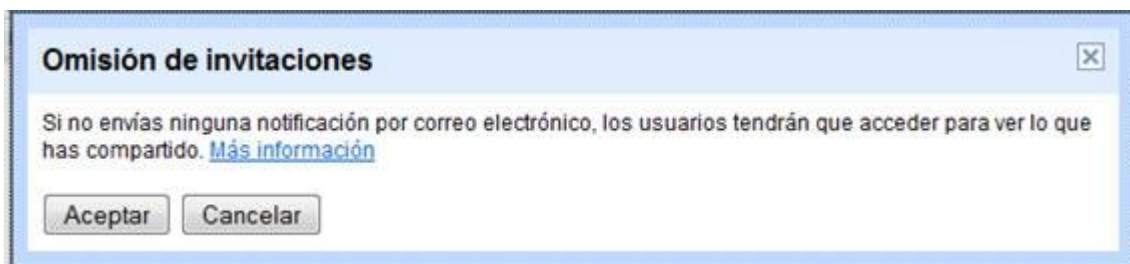 Omisión de invitaciones
Si no envías ninguna notificación por correo electrónico, los usuarios tendrán que acceder para ver lo que
has compartido. Más información
Aceptar Cancelar